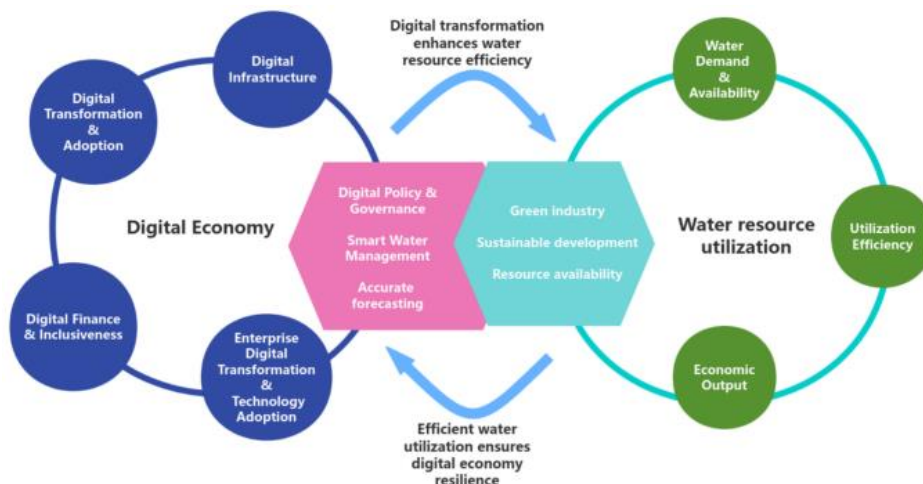 Digital transformation
enhances water
resource efficiency
Digital
Infrastructure
Digital
Transformation
&
Adoption
Digital Economy
Digital Finance
& Inclusiveness
Enterprise
Digital
Transformation
&
Technology
Adoption
Digital Policy &
Governance
Smart Water
Management
Accurate
forecasting
Green industry
Sustainable development
Resource availability
Water
Demand
&
Availability
Water resource
utilization
Utilization
Efficiency
Economic
Output
Efficient water
utilization ensures
digital economy
resilience